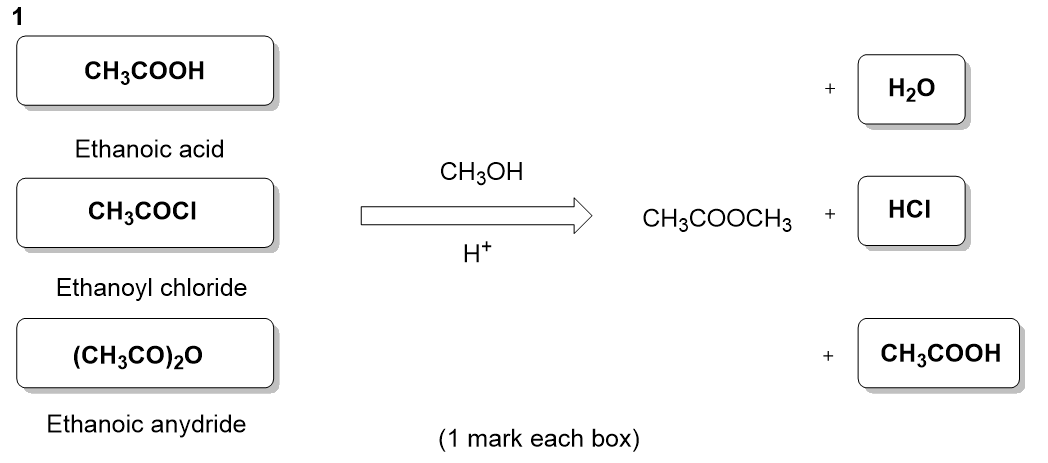 1
CH₃COOH
+ H₂O
Ethanoic acid
CH₃OH
CH₃COCl
CH₃COOCH₃ + HCl
H⁺
Ethanoyl chloride
(CH₃CO)₂O
+ CH₃COOH
Ethanoic anydride
(1 mark each box)